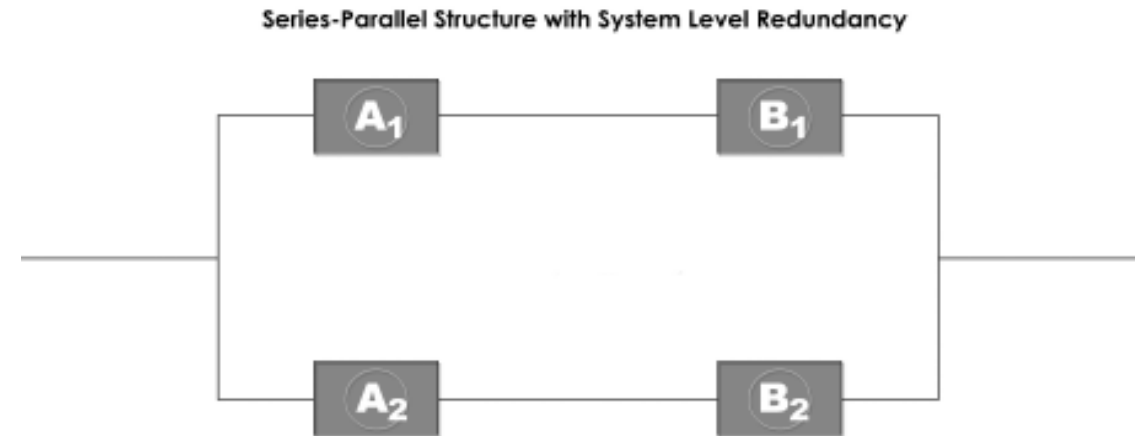 Series-Parallel Structure with System Level Redundancy
A₁ B₁
A₂ B₂